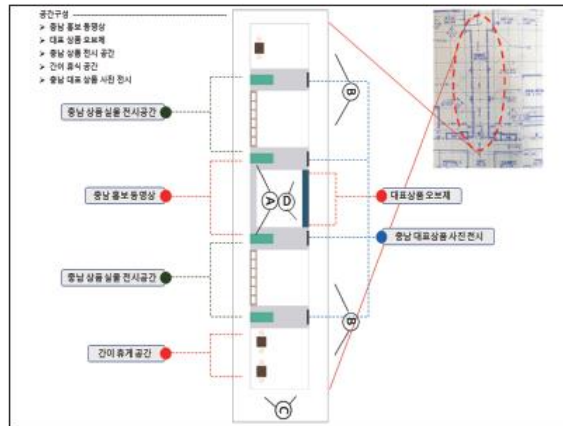 공간구성
➢ 충남 홍보 동영상
➢ 대표 상품 오브제
➢ 충남 상품 전시 공간
➢ 간이 휴식 공간
➢ 충남 대표 상품 사진 전시
충남 상품 실물 전시공간
충남 홍보 동영상
충남 상품 실물 전시공간
간이 휴게 공간
대표상품 오브제
충남 대표상품 사진 전시
B
A
D
B
C